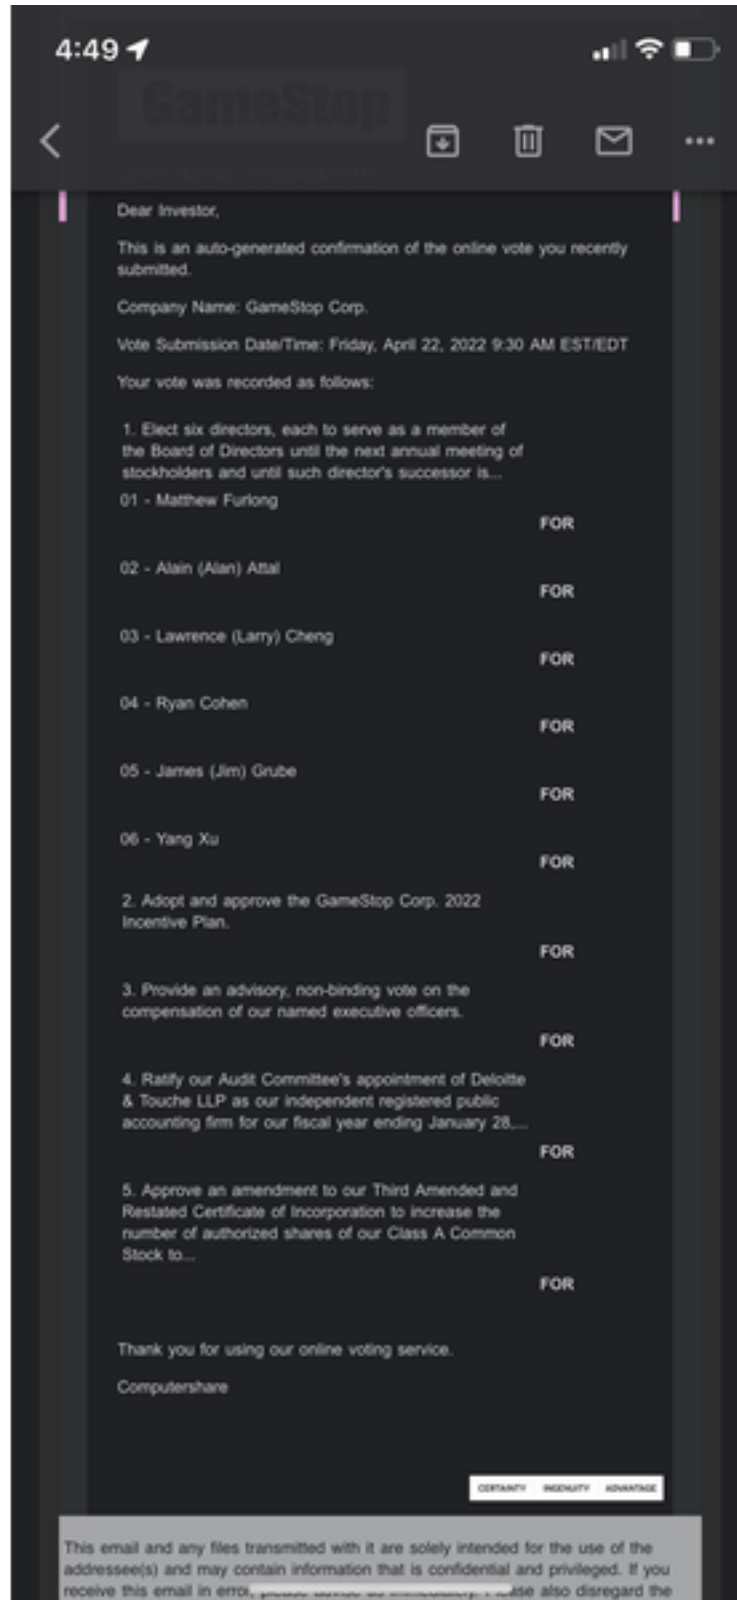 4:49
GameStop
Dear Investor,
This is an auto-generated confirmation of the online vote you recently
submitted.
Company Name: GameStop Corp.
Vote Submission Date/Time: Friday, April 22, 2022 9:30 AM EST/EDT
Your vote was recorded as follows:
1. Elect six directors, each to serve as a member of
the Board of Directors until the next annual meeting of
stockholders and until such director's successor is...
01 - Matthew Furlong
FOR
02 - Alain (Alan) Attal
FOR
03 - Lawrence (Larry) Cheng
FOR
04 - Ryan Cohen
FOR
05 - James (Jim) Grube
FOR
06 - Yang Xu
FOR
2. Adopt and approve the GameStop Corp. 2022
Incentive Plan.
FOR
3. Provide an advisory, non-binding vote on the
compensation of our named executive officers.
FOR
4. Ratify our Audit Committee's appointment of Deloitte
& Touche LLP as our independent registered public
accounting firm for our fiscal year ending January 28,...
FOR
5. Approve an amendment to our Third Amended and
Restated Certificate of Incorporation to increase the
number of authorized shares of our Class A Common
Stock to...
FOR
Thank you for using our online voting service.
Computershare
CERTAINTY INGENUITY ADVANTAGE
This email and any files transmitted with it are solely intended for the use of the
addressee(s) and may contain information that is confidential and privileged. If you
receive this email in error, also disregard the